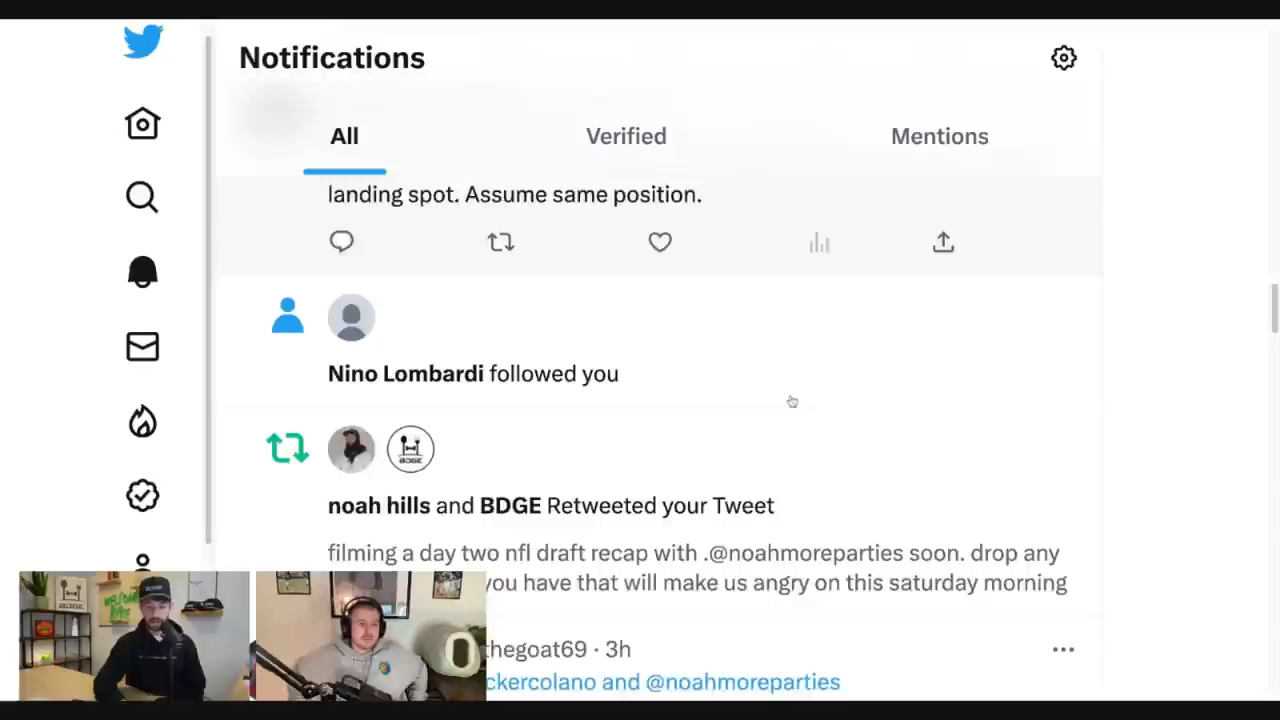 Notifications
All
Verified
Mentions
landing spot. Assume same position.
Nino Lombardi followed you
BDGE
noah hills and BDGE Retweeted your Tweet
filming a day two nfl draft recap with .@noahmoreparties soon. drop any
you have that will make us angry on this saturday morning
thegoat69 · 3h
ckercolano and @noahmoreparties